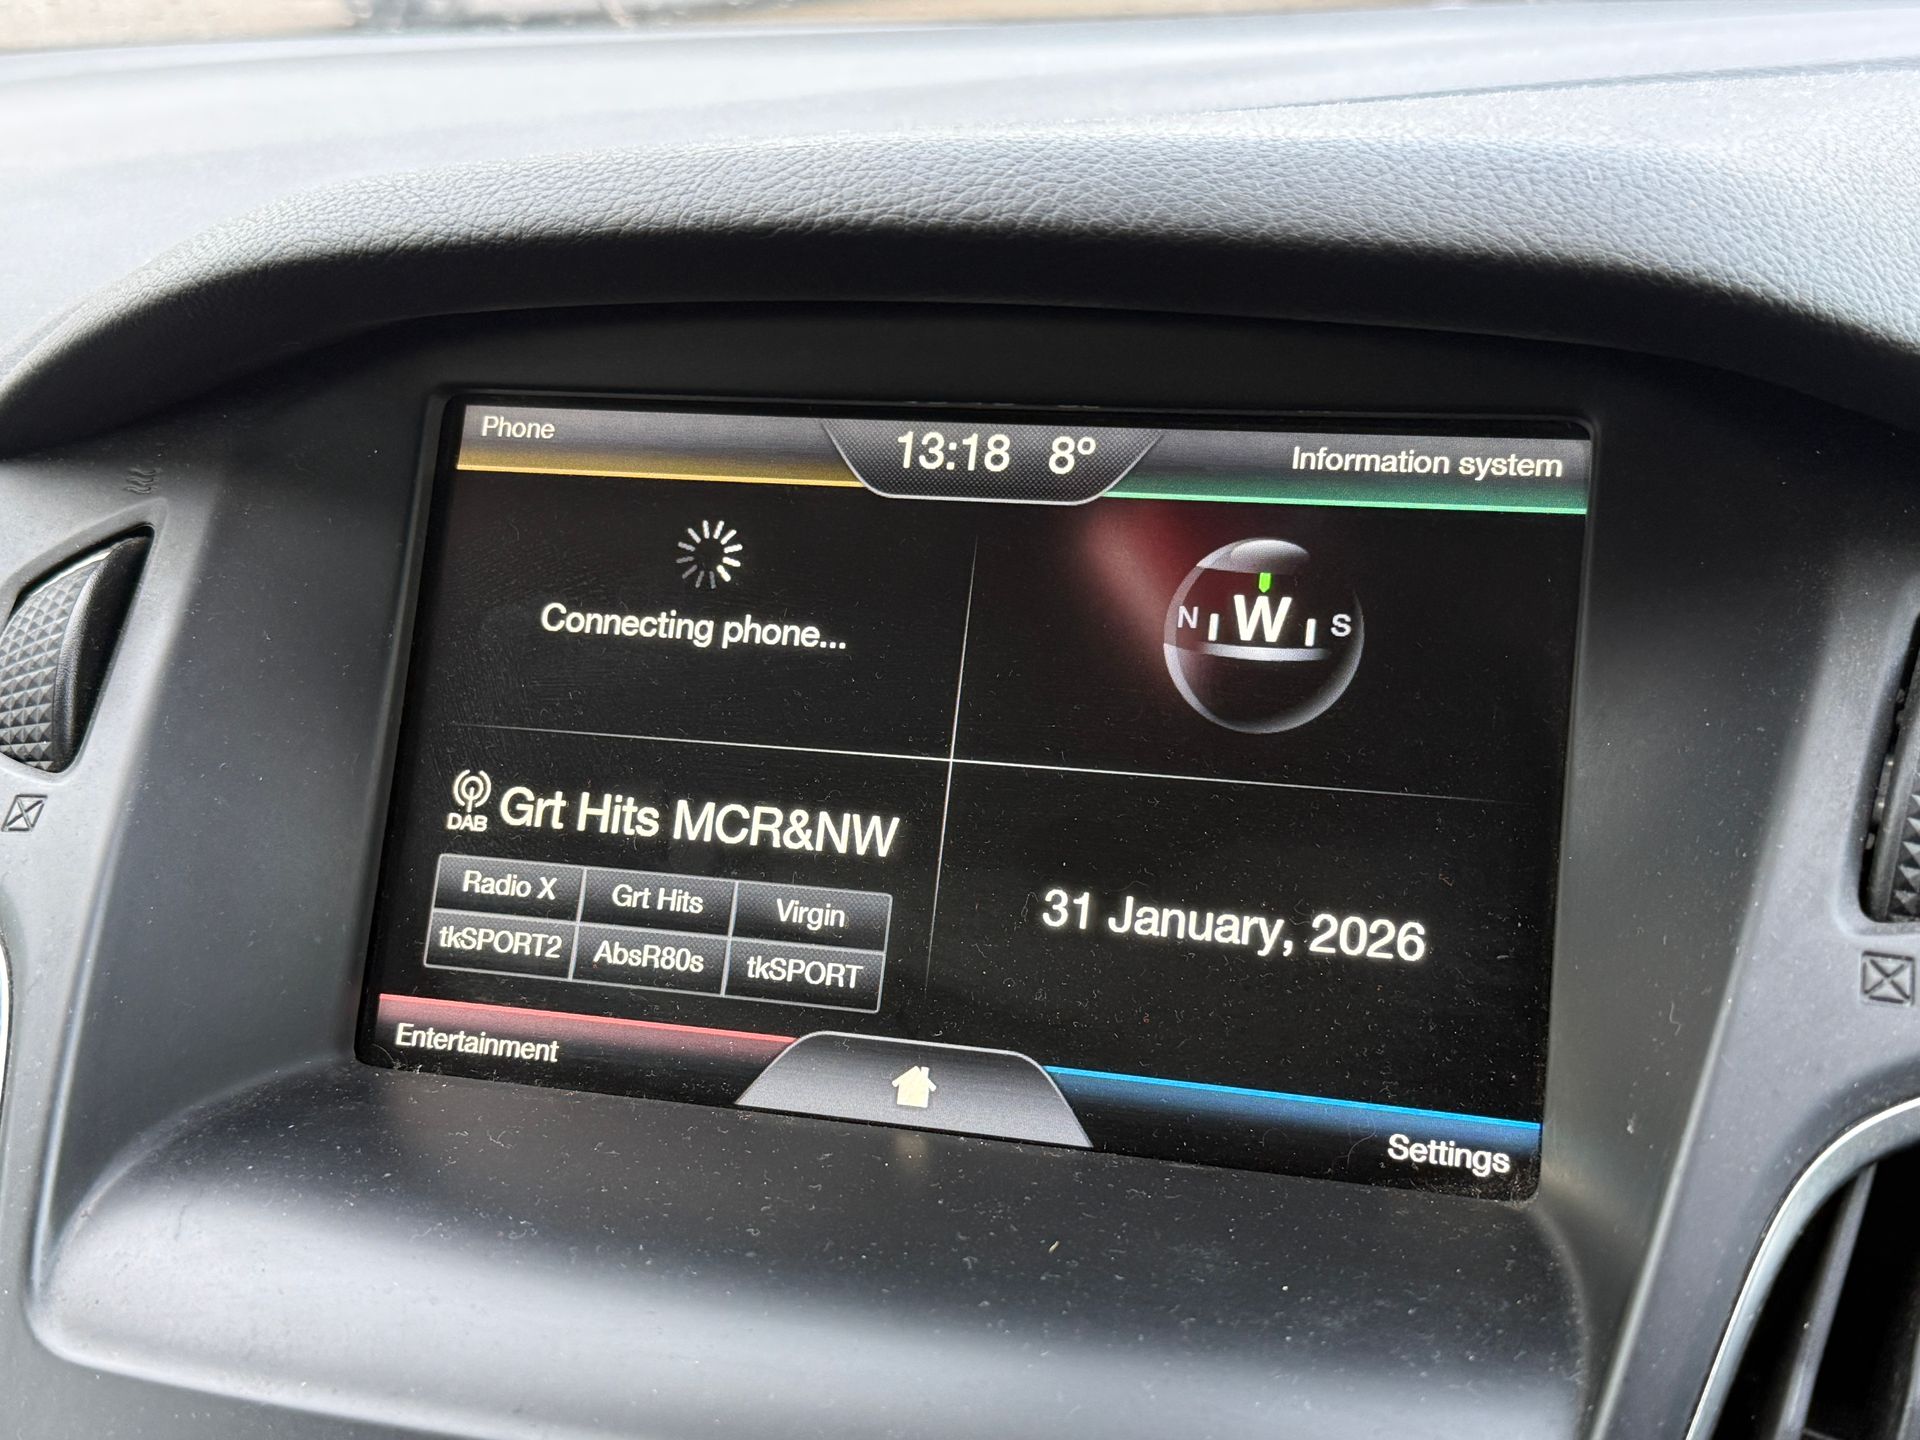 Phone
13:18 8°
Information system
Connecting phone...
N W S
DAB
Grt Hits MCR&NW
Radio X Grt Hits Virgin
tkSPORT2 AbsR80s tkSPORT
31 January, 2026
Entertainment
Settings